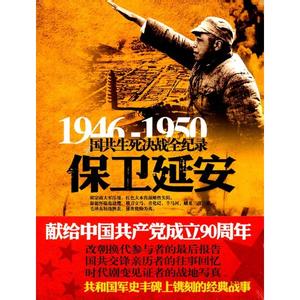 1946-1950
国共生死决战全纪录
保卫延安
献给中国共产党成立90周年
改朝换代参与者的最后报告
国共交锋亲历者的往事回忆
时代剧变见证者的战地写真
共和国军史丰碑上镌刻的经典战事